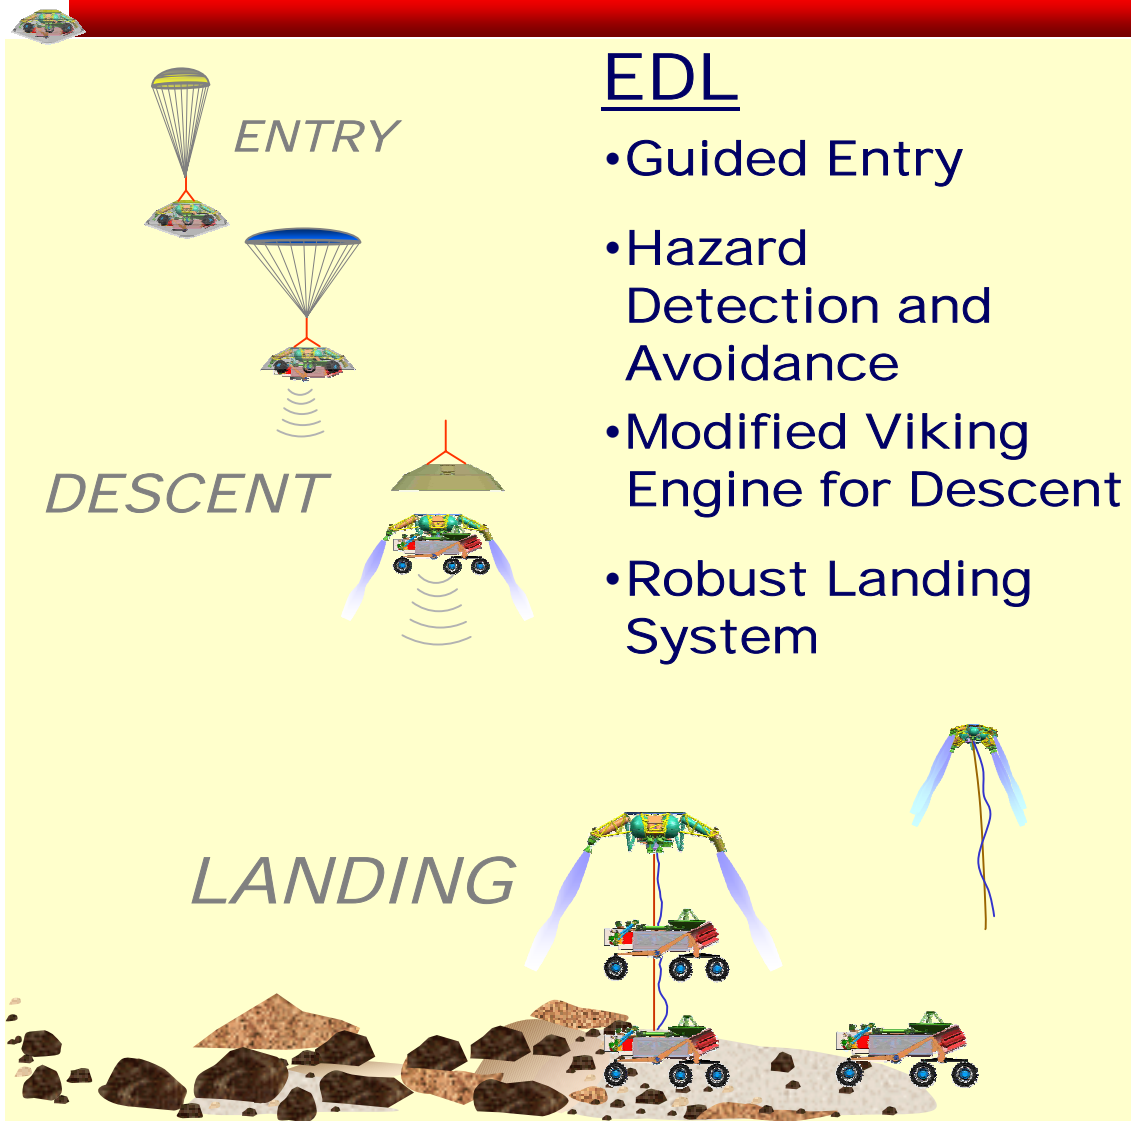 EDL
ENTRY
•Guided Entry
•Hazard
Detection and
Avoidance
•Modified Viking
Engine for Descent
DESCENT
•Robust Landing
System
LANDING